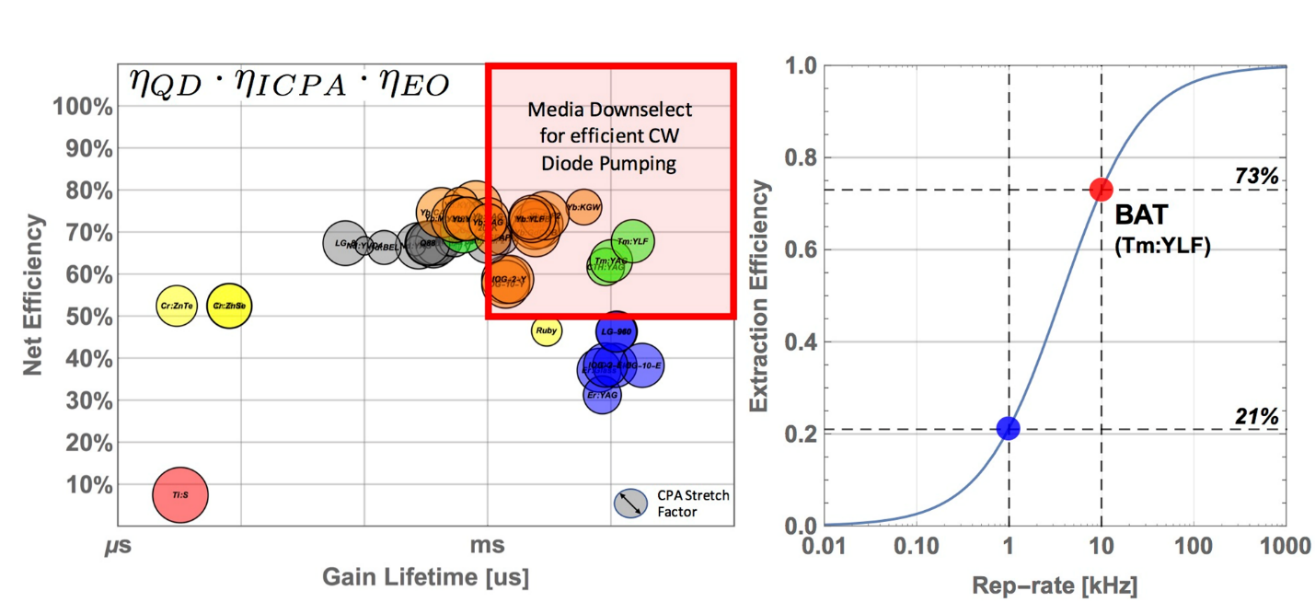 ηQD · ηICPA · ηEO
Media Downselect
for efficient CW
Diode Pumping
100%
90%
80%
70%
60%
50%
40%
30%
20%
10%
Net Efficiency
Yb:KGW
Yb:YLF
Tm:YLF
Tm:YAG
Cr:ZnTe
Cr:ZnSe
Ruby
LG-960
Er:YAG
Ti:S
CPA Stretch
Factor
µs
ms
Gain Lifetime [us]
1.0
0.8
0.6
0.4
0.2
0.0
Extraction Efficiency
73%
BAT
(Tm:YLF)
21%
0.01
0.10
1
10
100
1000
Rep-rate [kHz]